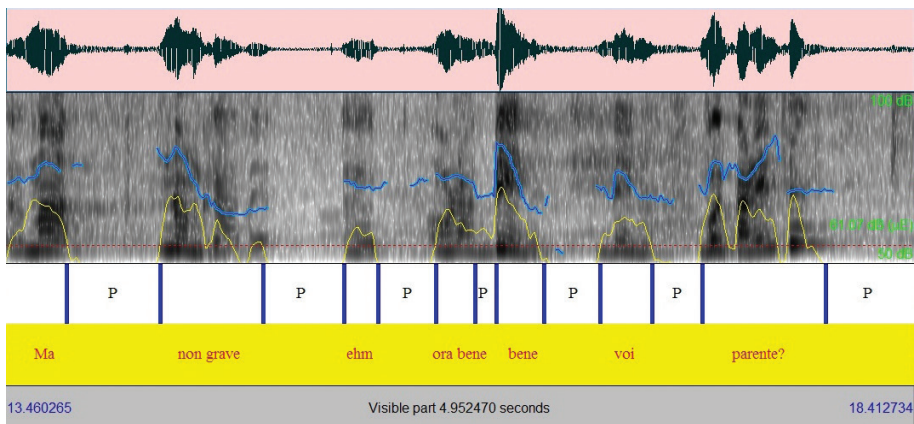 100 dB
50 dB
P P P P P P P
Ma non grave ehm ora bene bene voi parente?
13.460265 Visible part 4.952470 seconds 18.412734